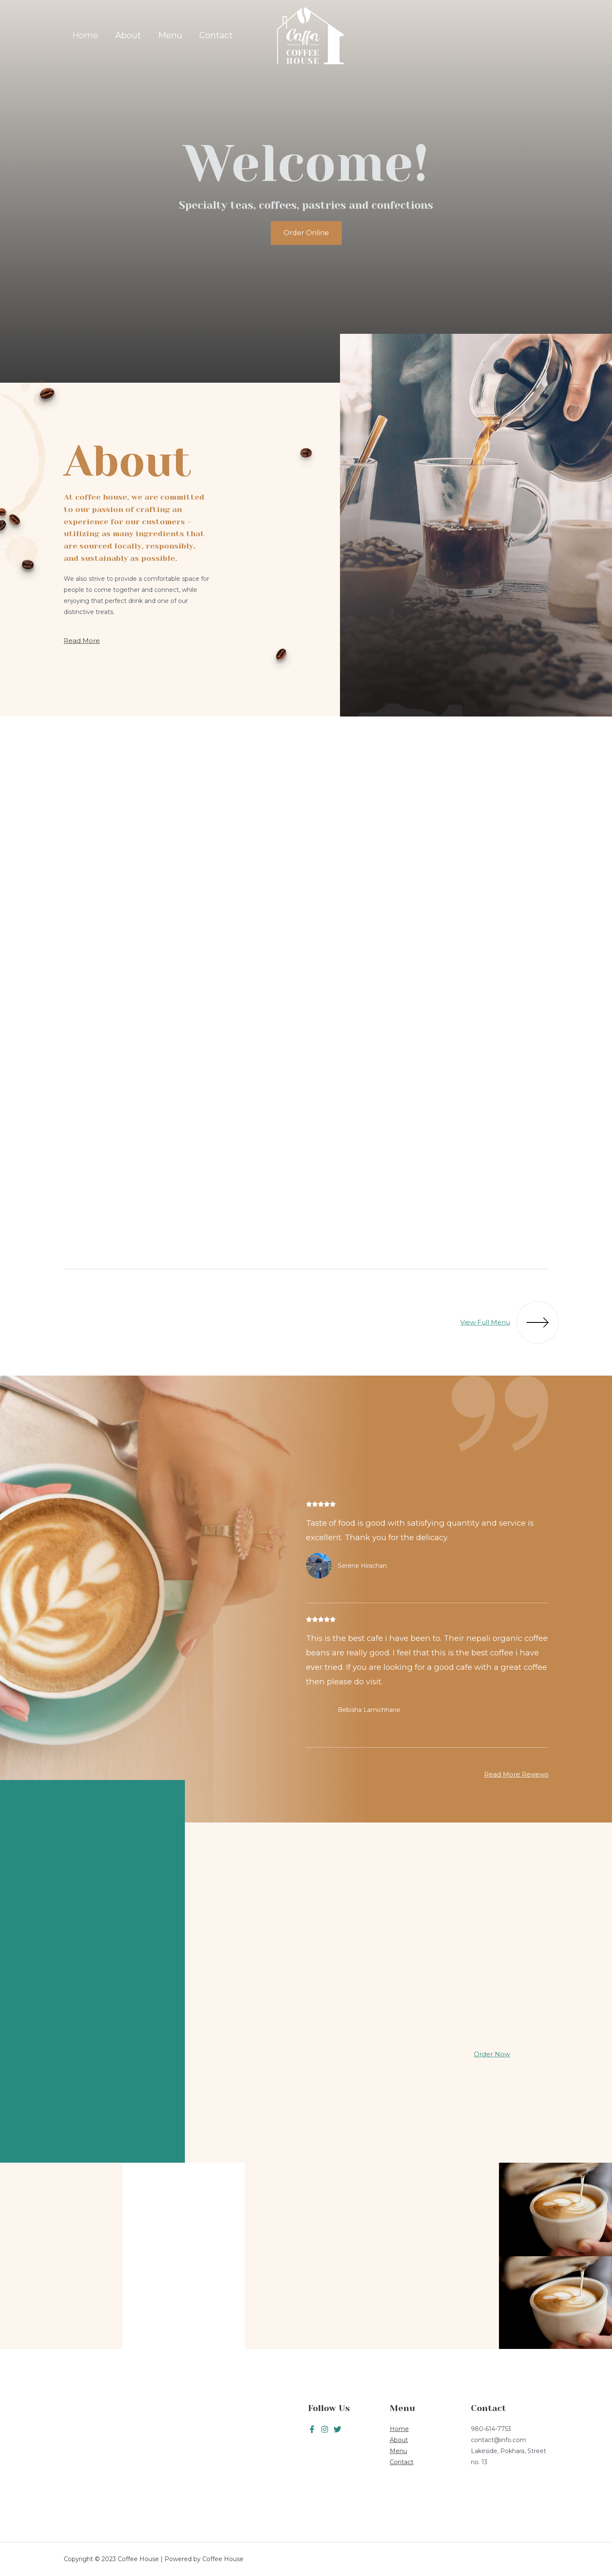 Home About Menu Contact
Caffa
COFFEE
HOUSE
Welcome!
Specialty teas, coffees, pastries and confections
Order Online
About
At coffee house, we are committed
to our passion of crafting an
experience for our customers –
utilizing as many ingredients that
are sourced locally, responsibly,
and sustainably as possible.
We also strive to provide a comfortable space for
people to come together and connect, while
enjoying that perfect drink and one of our
distinctive treats.
Read More
View Full Menu
Taste of food is good with satisfying quantity and service is
excellent. Thank you for the delicacy.
Serene Hirachan
This is the best cafe i have been to. Their nepali organic coffee
beans are really good. I feel that this is the best coffee i have
ever tried. If you are looking for a good cafe with a great coffee
then please do visit.
Bebisha Lamichhane
Read More Reviews
Order Now
Follow Us
Menu
Home
About
Menu
Contact
Contact
980-614-7753
contact@info.com
Lakeside, Pokhara, Street
no. 13
Copyright © 2023 Coffee House | Powered by Coffee House